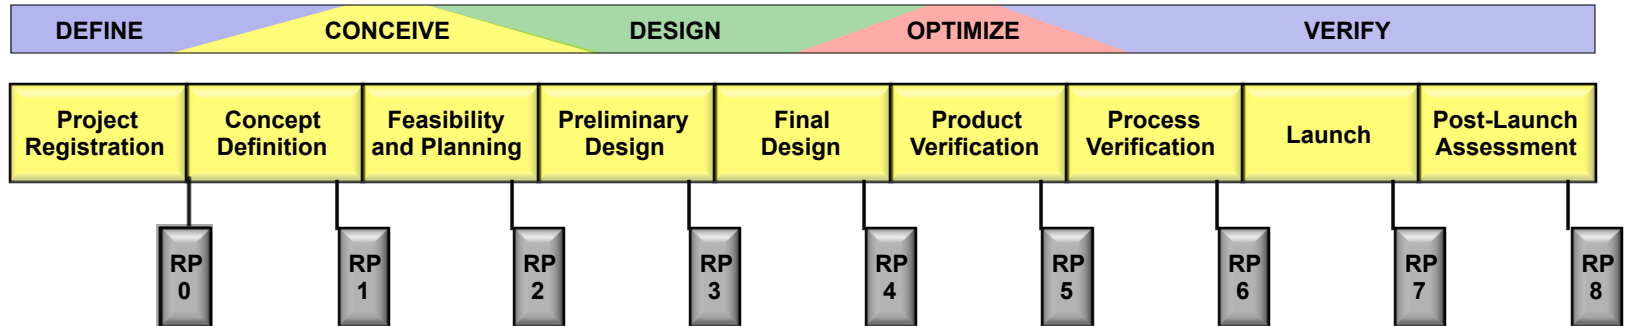 DEFINE CONCEIVE DESIGN OPTIMIZE VERIFY
Project Registration
Concept Definition
Feasibility and Planning
Preliminary Design
Final Design
Product Verification
Process Verification
Launch
Post-Launch Assessment
RP 0
RP 1
RP 2
RP 3
RP 4
RP 5
RP 6
RP 7
RP 8